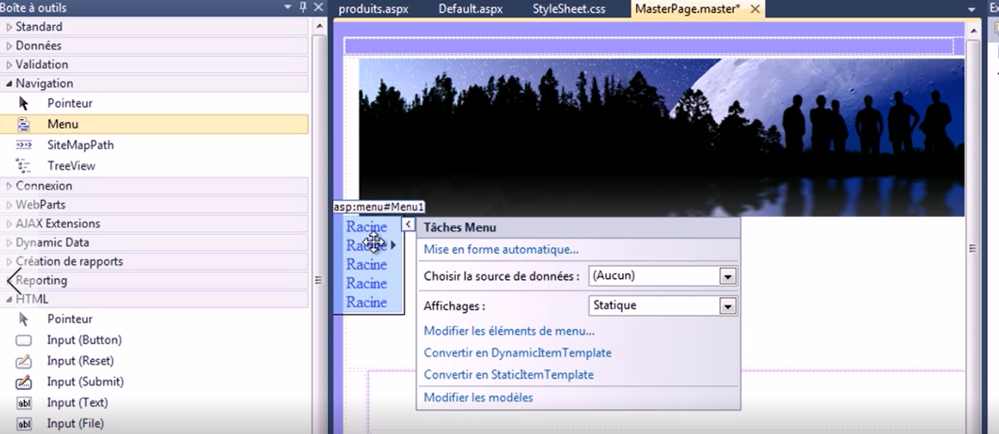 Boîte à outils
Standard
Données
Validation
Navigation
Pointeur
Menu
SiteMapPath
TreeView
Connexion
WebParts
AJAX Extensions
Dynamic Data
Création de rapports
Reporting
HTML
Pointeur
Input (Button)
Input (Reset)
Input (Submit)
Input (Text)
Input (File)
produits.aspx Default.aspx StyleSheet.css MasterPage.master*
asp:menu#Menu1
Racine
Racine
Racine
Racine
Racine
Tâches Menu
Mise en forme automatique...
Choisir la source de données : (Aucun)
Affichages : Statique
Modifier les éléments de menu...
Convertir en DynamicItemTemplate
Convertir en StaticItemTemplate
Modifier les modèles